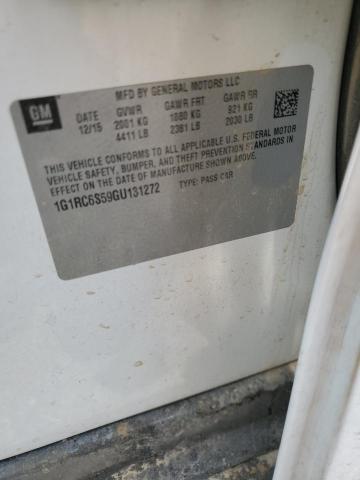 GM
MFD BY GENERAL MOTORS LLC
DATE GVWR GAWR FRT GAWR RR
12/15 2001 KG 1080 KG 921 KG
4411 LB 2381 LB 2030 LB
THIS VEHICLE CONFORMS TO ALL APPLICABLE U.S. FEDERAL MOTOR
VEHICLE SAFETY, BUMPER, AND THEFT PREVENTION STANDARDS IN
EFFECT ON THE DATE OF MANUFACTURE SHOWN ABOVE.
1G1RC6S59GU131272 TYPE: PASS CAR